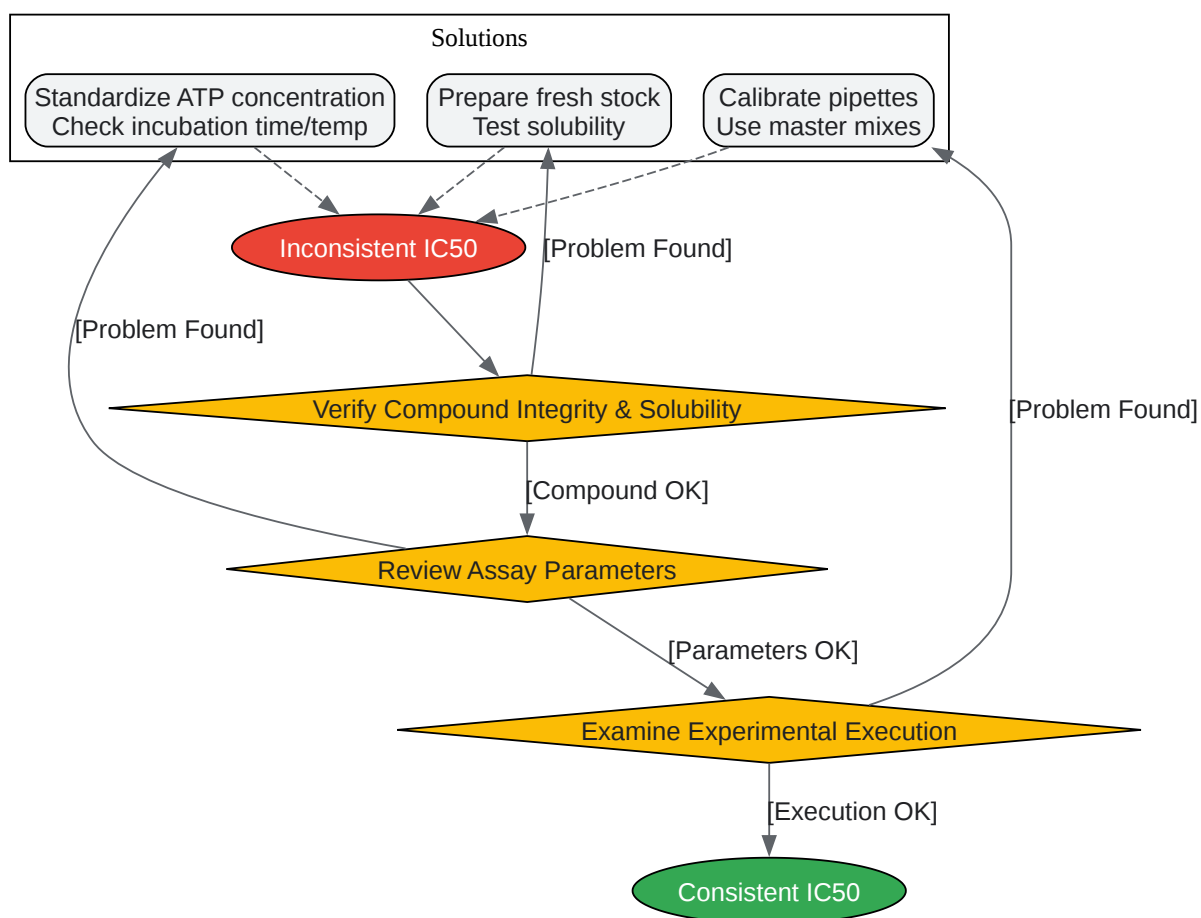 Solutions
Standardize ATP concentration
Check incubation time/temp
Prepare fresh stock
Test solubility
Calibrate pipettes
Use master mixes
Inconsistent IC50
[Problem Found]
[Problem Found]
Verify Compound Integrity & Solubility
[Problem Found]
[Compound OK]
Review Assay Parameters
[Parameters OK]
Examine Experimental Execution
[Execution OK]
Consistent IC50